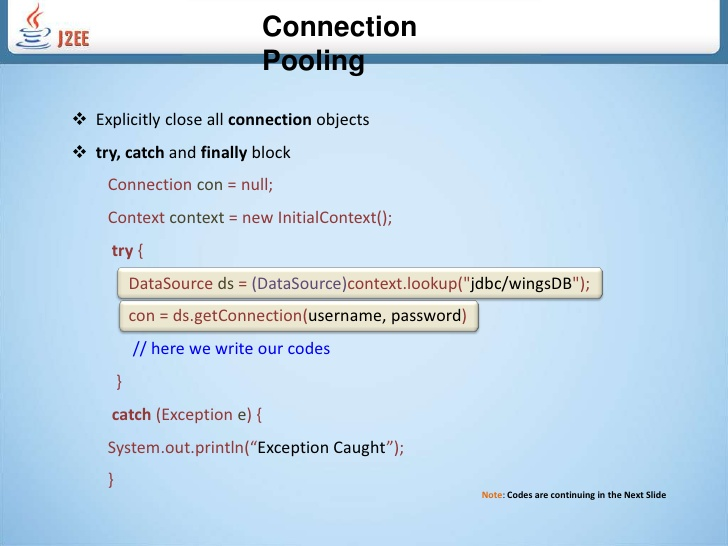 J2EE
Connection
Pooling
❖ Explicitly close all connection objects
❖ try, catch and finally block
Connection con = null;
Context context = new InitialContext();
try {
DataSource ds = (DataSource)context.lookup("jdbc/wingsDB");
con = ds.getConnection(username, password)
// here we write our codes
}
catch (Exception e) {
System.out.println(“Exception Caught”);
}
Note: Codes are continuing in the Next Slide